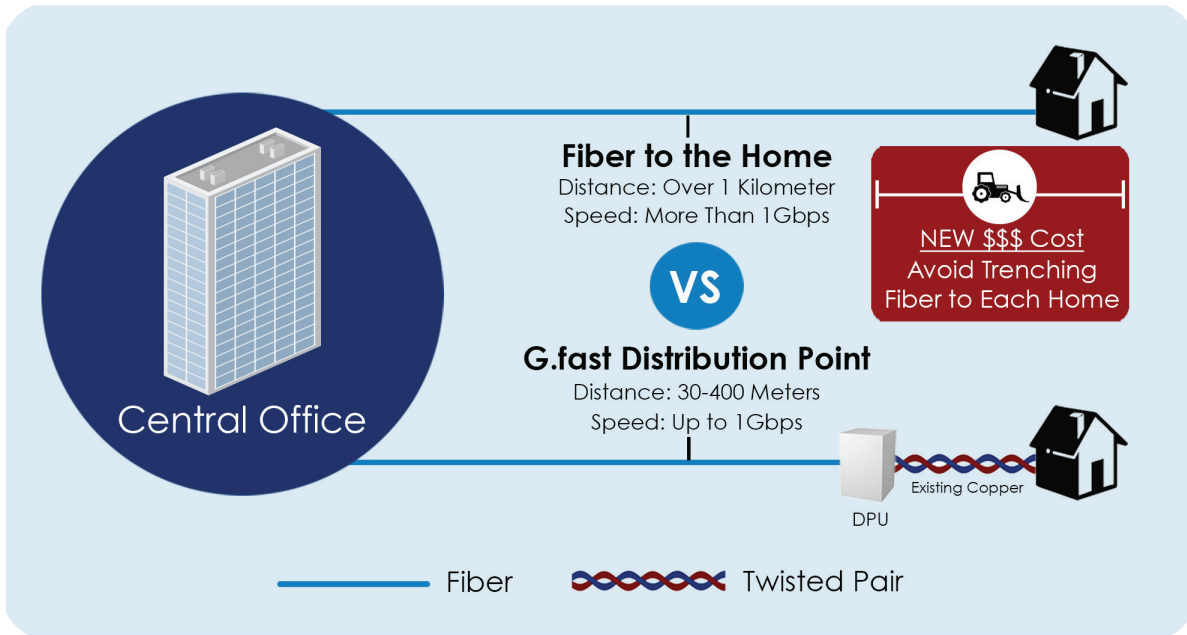 Fiber to the Home
Distance: Over 1 Kilometer
Speed: More Than 1Gbps
NEW $$$ Cost
Avoid Trenching
Fiber to Each Home
VS
G.fast Distribution Point
Distance: 30-400 Meters
Speed: Up to 1Gbps
Central Office
Existing Copper
DPU
Fiber
Twisted Pair